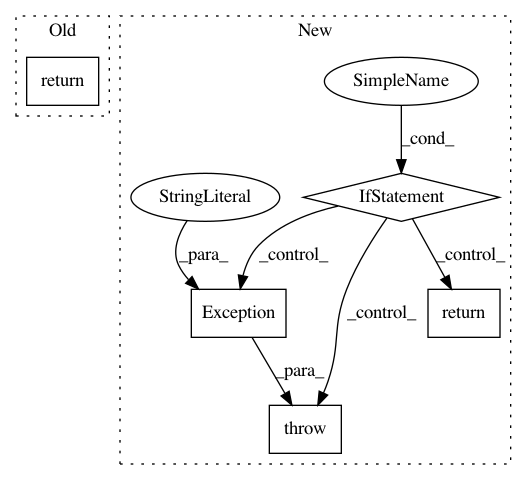 Old
New
return
SimpleName
_cond_
StringLiteral
IfStatement
_para_
_control_
_control_
Exception
_control_
return
_para_
throw